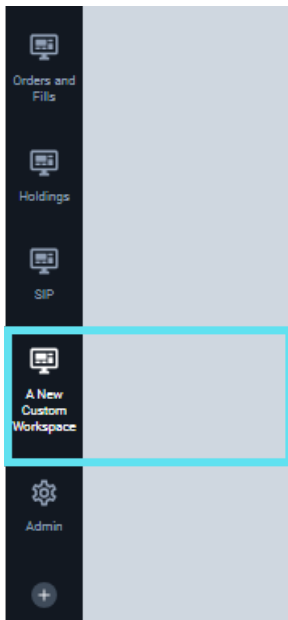 Orders and
Fills
Holdings
SIP
A New
Custom
Workspace
Admin